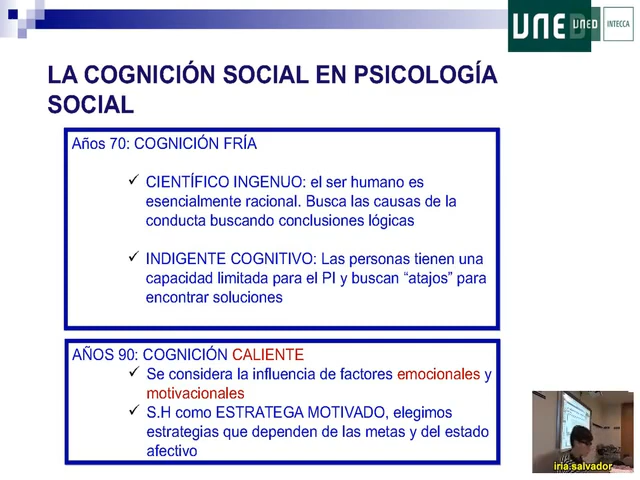 UNED
UNED
INTECCA
LA COGNICIÓN SOCIAL EN PSICOLOGÍA
SOCIAL
Años 70: COGNICIÓN FRÍA
✓ CIENTÍFICO INGENUO: el ser humano es
esencialmente racional. Busca las causas de la
conducta buscando conclusiones lógicas
✓ INDIGENTE COGNITIVO: Las personas tienen una
capacidad limitada para el PI y buscan “atajos” para
encontrar soluciones
AÑOS 90: COGNICIÓN CALIENTE
✓ Se considera la influencia de factores emocionales y
motivacionales
✓ S.H como ESTRATEGA MOTIVADO, elegimos
estrategias que dependen de las metas y del estado
afectivo
iria.salvador